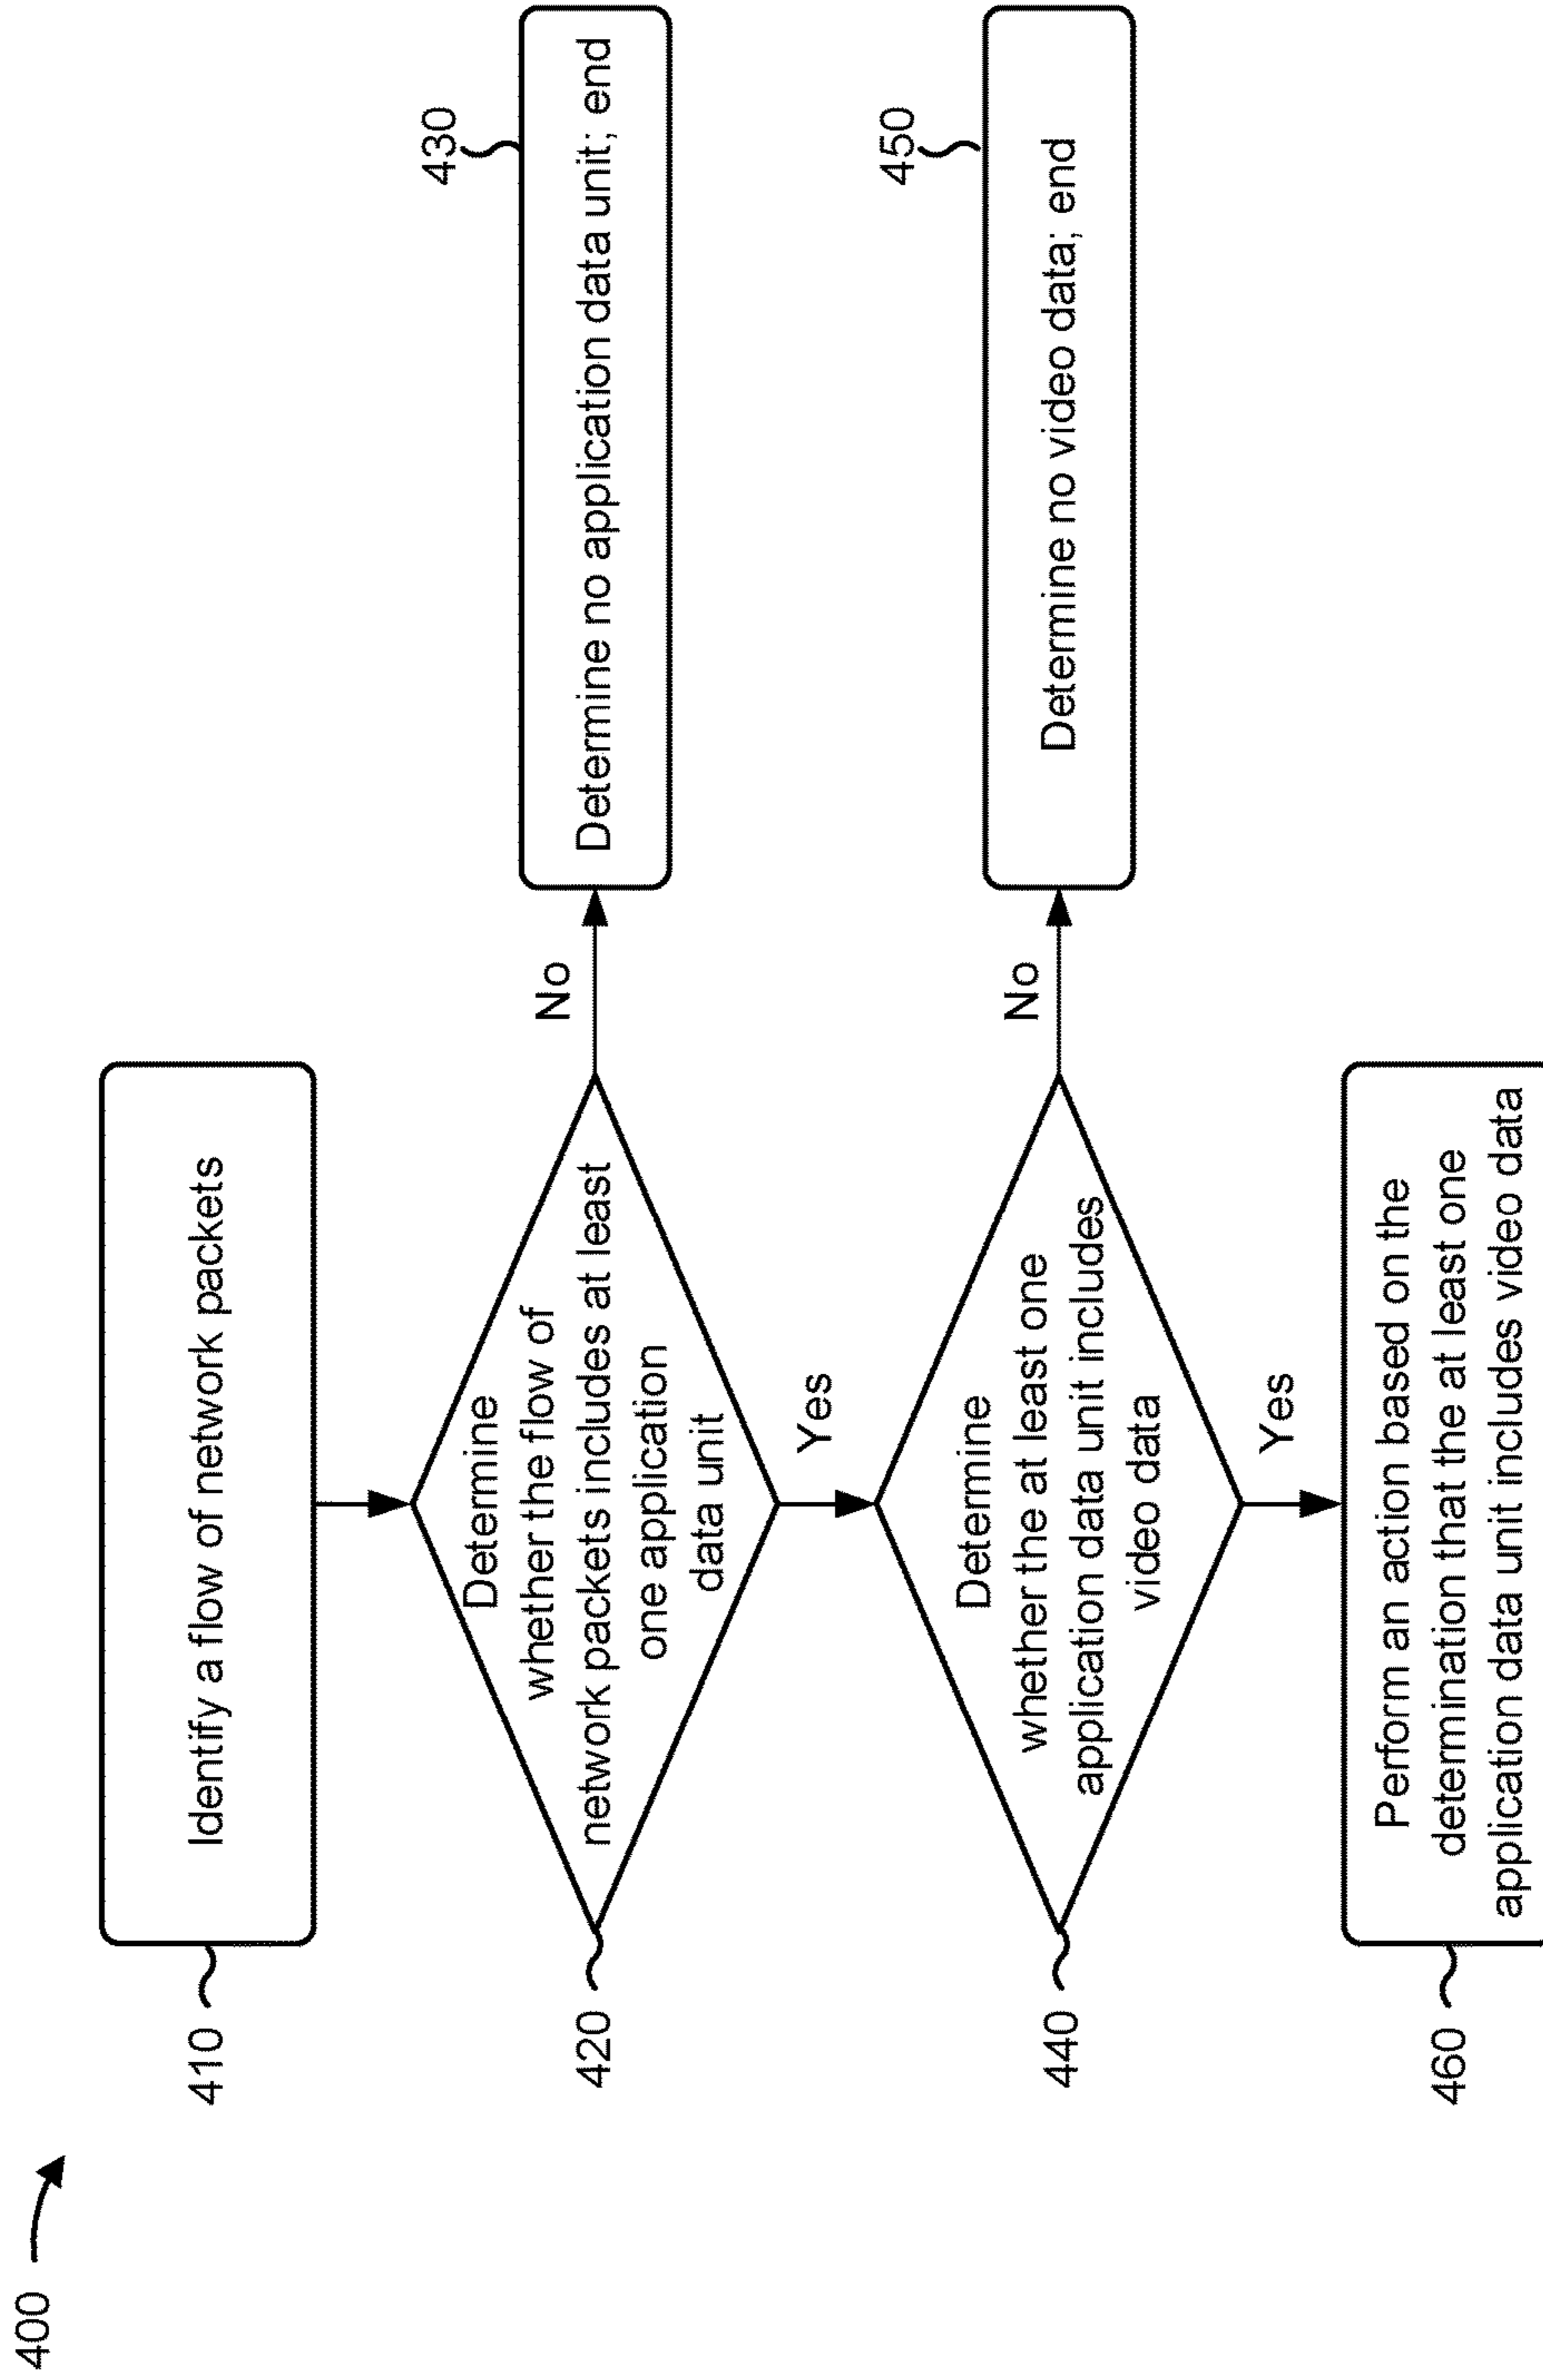 400
410
Identify a flow of network packets
420
Determine
whether the flow of
network packets includes at least
one application
data unit
No
430
Determine no application data unit; end
Yes
440
Determine
whether the at least one
application data unit includes
video data
No
450
Determine no video data; end
Yes
460
Perform an action based on the
determination that the at least one
application data unit includes video data